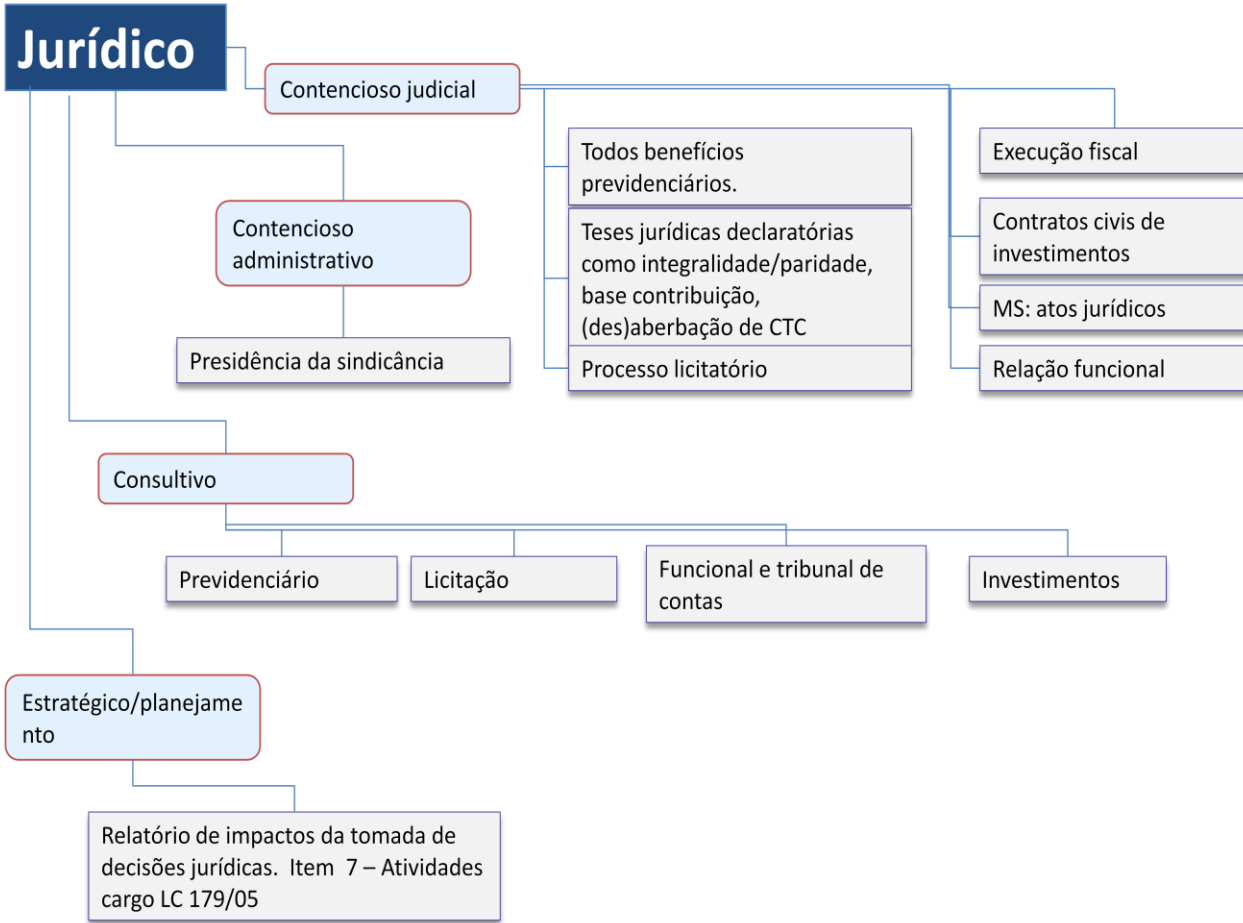 Jurídico
Contencioso judicial
Todos benefícios
previdenciários.
Teses jurídicas declaratórias
como integralidade/paridade,
base contribuição,
(des)aberbação de CTC
Processo licitatório
Execução fiscal
Contratos civis de
investimentos
MS: atos jurídicos
Relação funcional
Contencioso
administrativo
Presidência da sindicância
Consultivo
Previdenciário
Licitação
Funcional e tribunal de
contas
Investimentos
Estratégico/planejame
nto
Relatório de impactos da tomada de
decisões jurídicas. Item 7 – Atividades
cargo LC 179/05